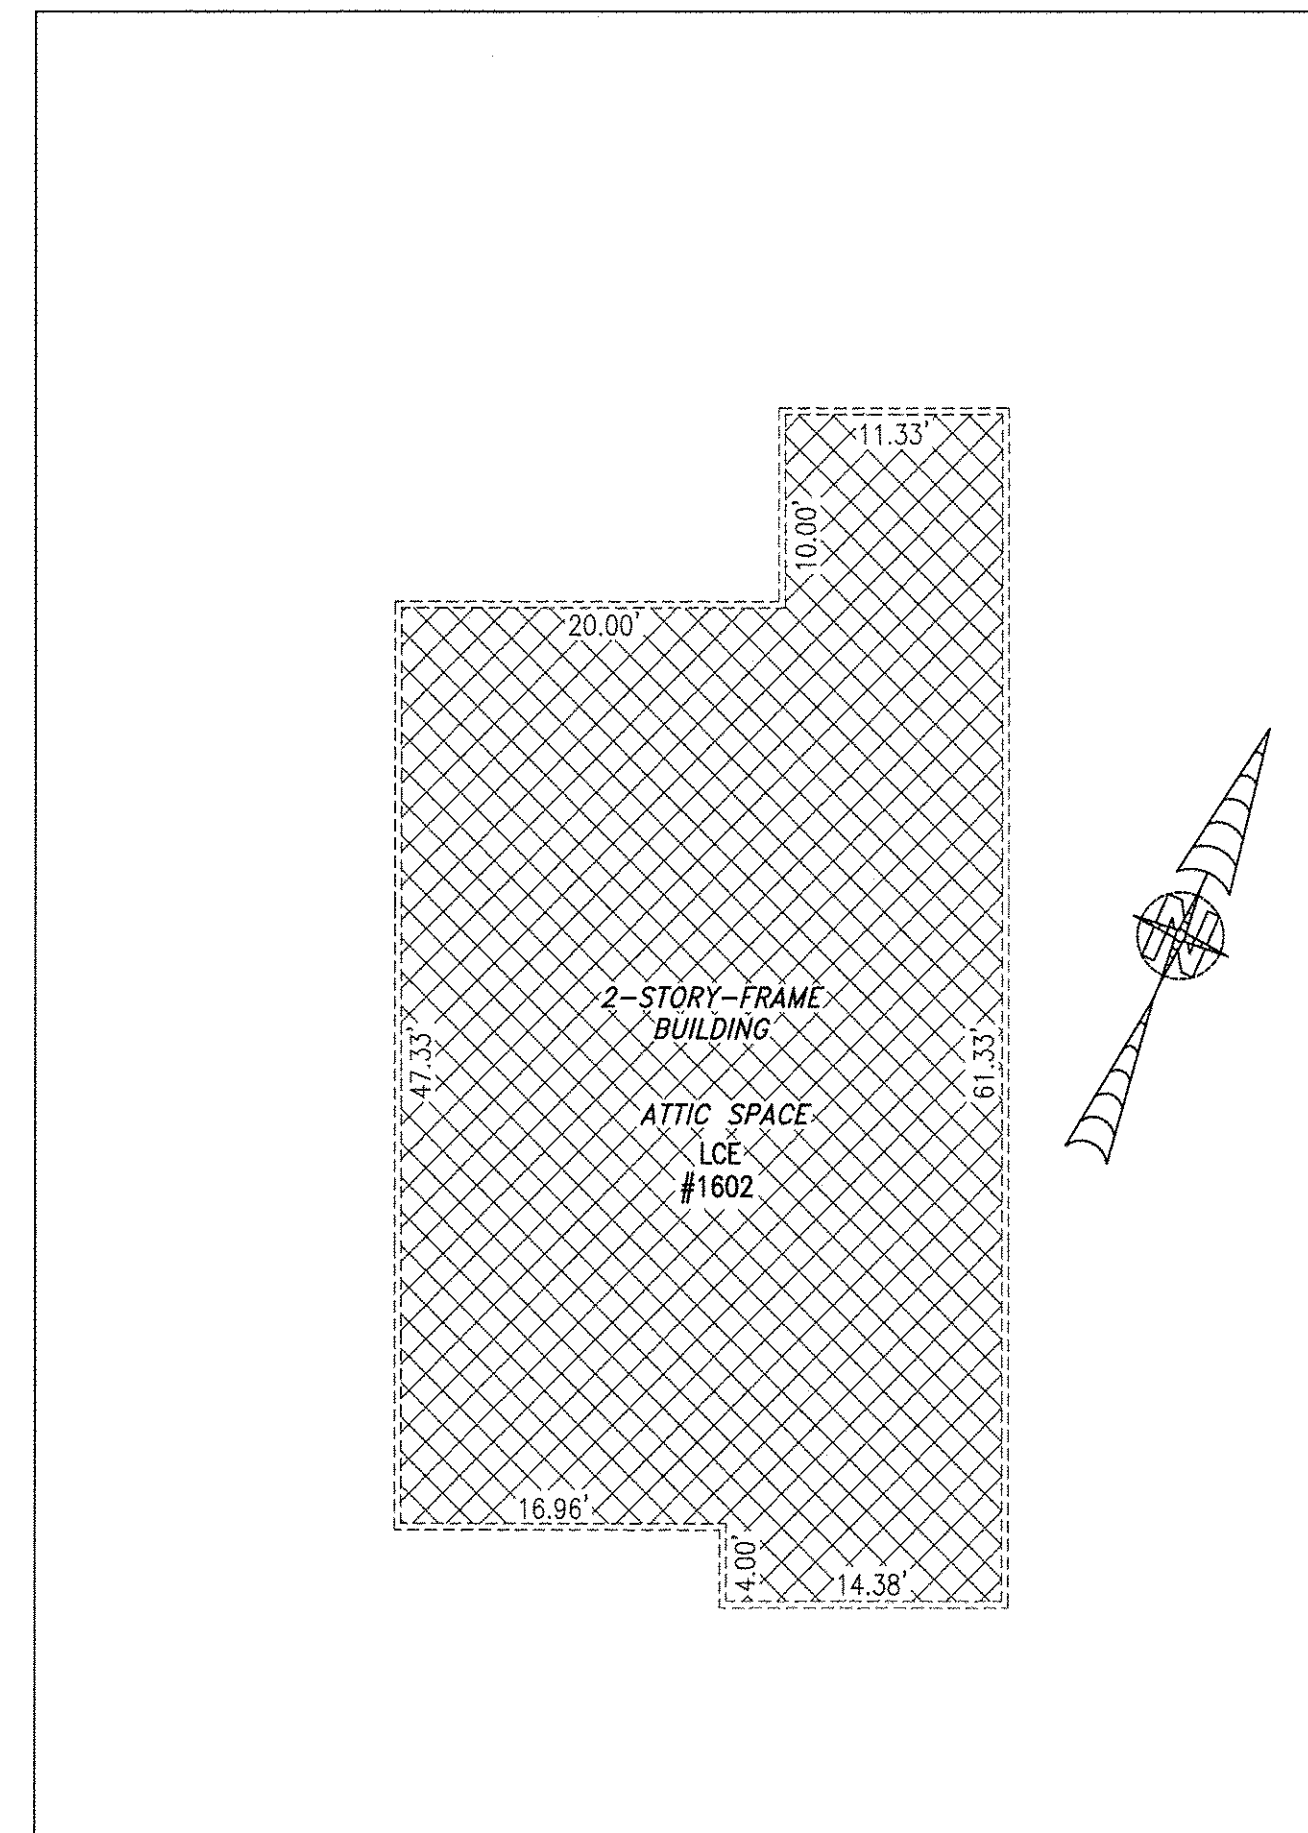 11.33'
10.00'
20.00'
2-STORY-FRAME
BUILDING
47.33'
61.33'
ATTIC SPACE
LCE
#1602
N
16.96'
4.00'
14.38'